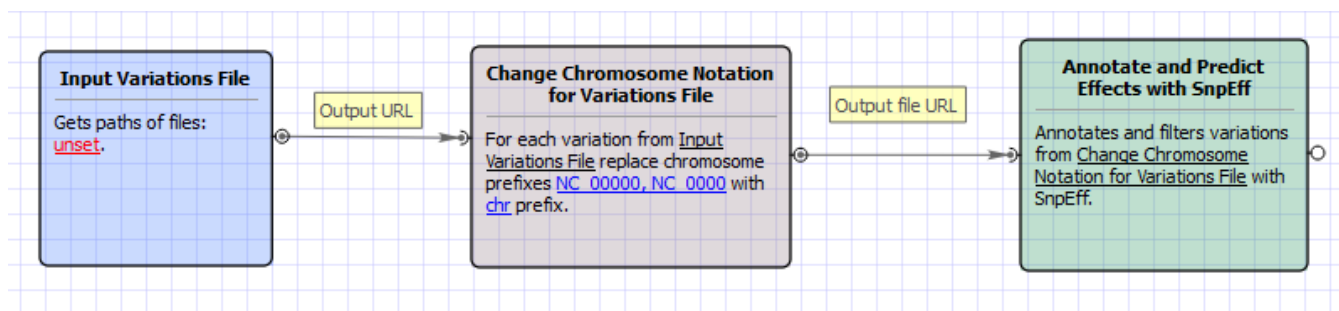 Input Variations File
Gets paths of files:
unset.
Output URL
Change Chromosome Notation
for Variations File
For each variation from Input
Variations File replace chromosome
prefixes NC_00000, NC_0000 with
chr prefix.
Output file URL
Annotate and Predict
Effects with SnpEff
Annotates and filters variations
from Change Chromosome
Notation for Variations File with
SnpEff.